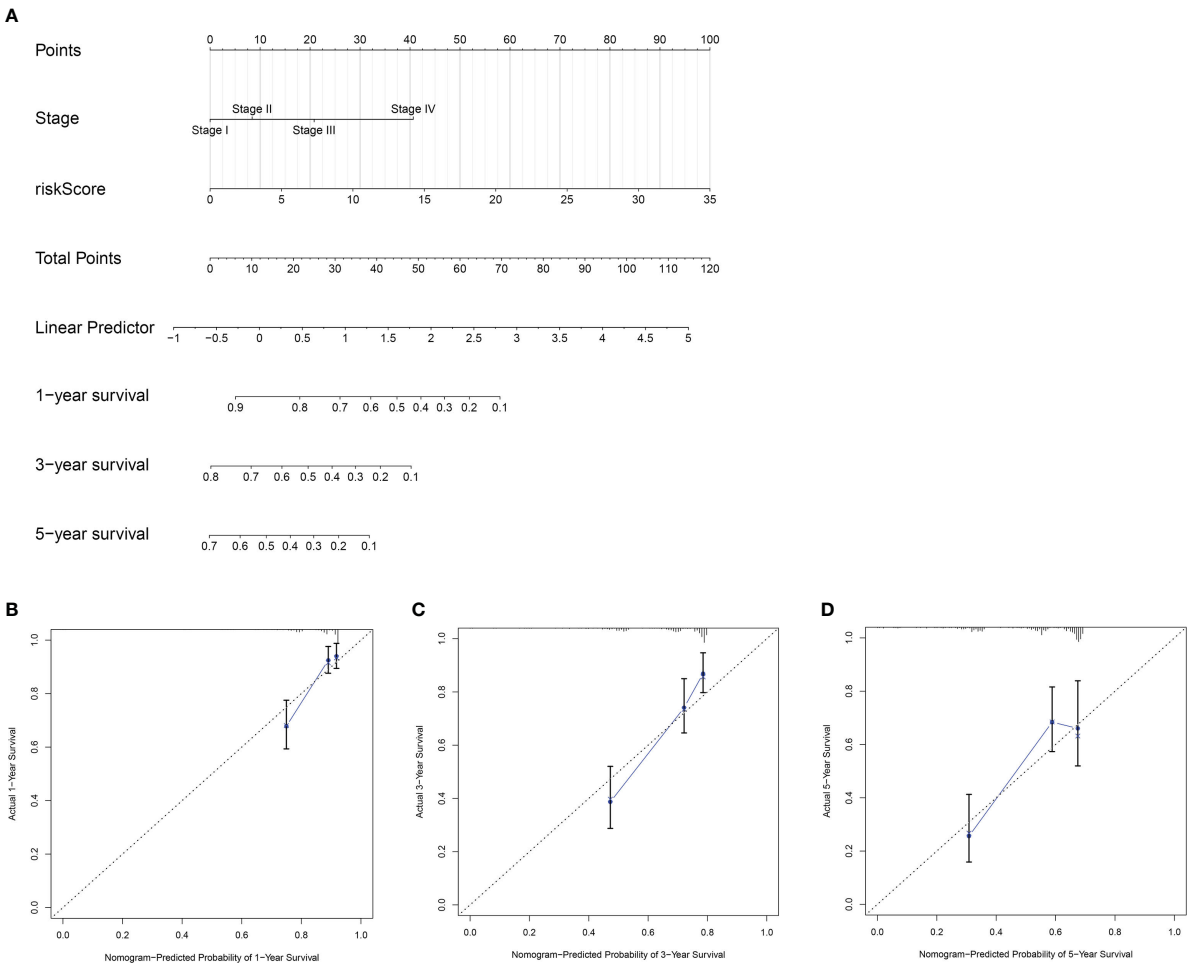 A
Points
0 10 20 30 40 50 60 70 80 90 100
Stage
Stage II Stage IV
Stage I Stage III
riskScore
0 5 10 15 20 25 30 35
Total Points
0 10 20 30 40 50 60 70 80 90 100 110 120
Linear Predictor
−1 −0.5 0 0.5 1 1.5 2 2.5 3 3.5 4 4.5 5
1−year survival
0.9 0.8 0.7 0.6 0.5 0.4 0.3 0.2 0.1
3−year survival
0.8 0.7 0.6 0.5 0.4 0.3 0.2 0.1
5−year survival
0.7 0.6 0.5 0.4 0.3 0.2 0.1
B
Actual 1−Year Survival
1.0
0.8
0.6
0.4
0.2
0.0
0.0 0.2 0.4 0.6 0.8 1.0
Nomogram−Predicted Probability of 1−Year Survival
C
Actual 3−Year Survival
1.0
0.8
0.6
0.4
0.2
0.0
0.0 0.2 0.4 0.6 0.8 1.0
Nomogram−Predicted Probability of 3−Year Survival
D
Actual 5−Year Survival
1.0
0.8
0.6
0.4
0.2
0.0
0.0 0.2 0.4 0.6 0.8 1.0
Nomogram−Predicted Probability of 5−Year Survival